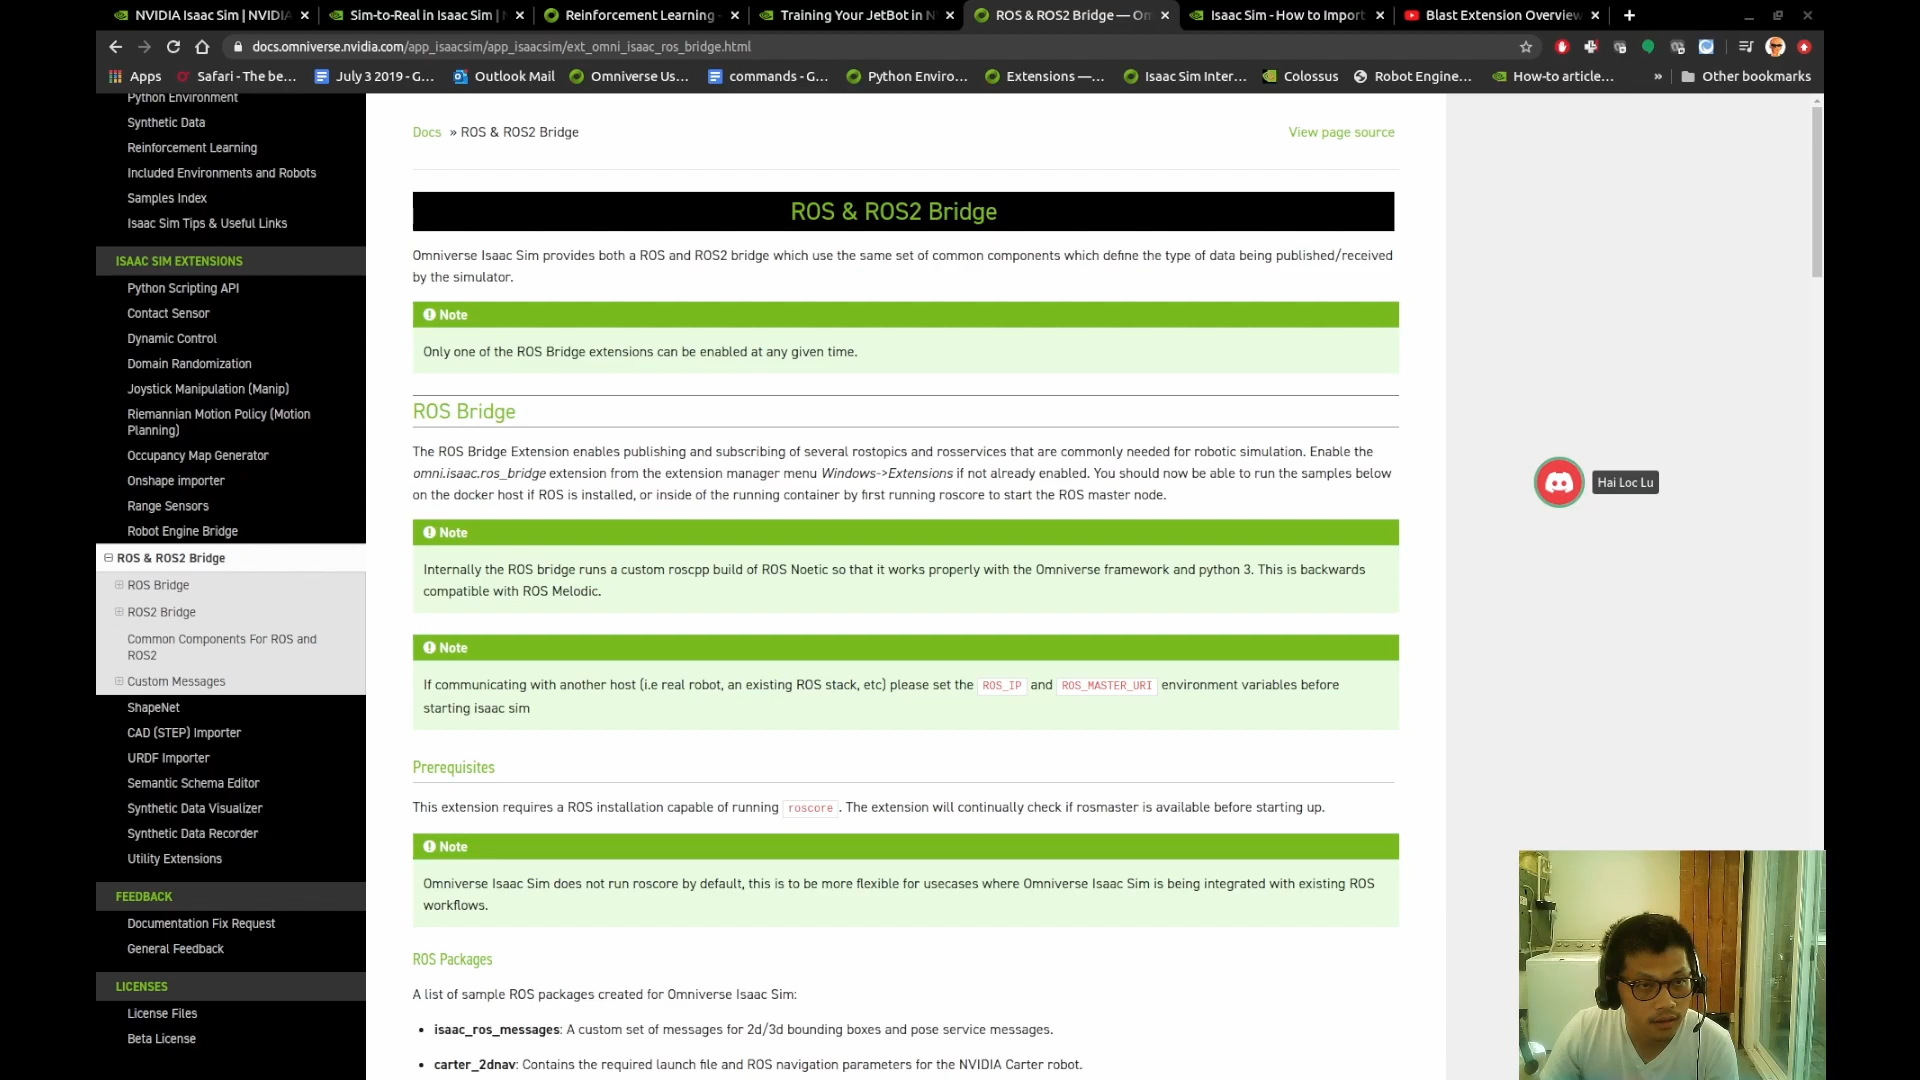 NVIDIA Isaac Sim | NVIDIA
Sim-to-Real in Isaac Sim |
Reinforcement Learning
Training Your JetBot in N
ROS & ROS2 Bridge — Om
Isaac Sim - How to Import
Blast Extension Overview
docs.omniverse.nvidia.com/app_isaacsim/app_isaacsim/ext_omni_isaac_ros_bridge.html
Apps
Safari - The be...
July 3 2019 - G...
Outlook Mail
Omniverse Us...
commands - G...
Python Enviro...
Extensions —...
Isaac Sim Inter...
Colossus
Robot Engine...
How-to article...
»
Other bookmarks
Python Environment
Synthetic Data
Reinforcement Learning
Included Environments and Robots
Samples Index
Isaac Sim Tips & Useful Links
ISAAC SIM EXTENSIONS
Python Scripting API
Contact Sensor
Dynamic Control
Domain Randomization
Joystick Manipulation (Manip)
Riemannian Motion Policy (Motion
Planning)
Occupancy Map Generator
Onshape importer
Range Sensors
Robot Engine Bridge
ROS & ROS2 Bridge
ROS Bridge
ROS2 Bridge
Common Components For ROS and
ROS2
Custom Messages
ShapeNet
CAD (STEP) Importer
URDF Importer
Semantic Schema Editor
Synthetic Data Visualizer
Synthetic Data Recorder
Utility Extensions
FEEDBACK
Documentation Fix Request
General Feedback
LICENSES
License Files
Beta License
Docs » ROS & ROS2 Bridge
View page source
ROS & ROS2 Bridge
Omniverse Isaac Sim provides both a ROS and ROS2 bridge which use the same set of common components which define the type of data being published/received
by the simulator.
Note
Only one of the ROS Bridge extensions can be enabled at any given time.
ROS Bridge
The ROS Bridge Extension enables publishing and subscribing of several rostopics and rosservices that are commonly needed for robotic simulation. Enable the
omni.isaac.ros_bridge extension from the extension manager menu Windows->Extensions if not already enabled. You should now be able to run the samples below
on the docker host if ROS is installed, or inside of the running container by first running roscore to start the ROS master node.
Note
Internally the ROS bridge runs a custom roscpp build of ROS Noetic so that it works properly with the Omniverse framework and python 3. This is backwards
compatible with ROS Melodic.
Note
If communicating with another host (i.e real robot, an existing ROS stack, etc) please set the ROS_IP and ROS_MASTER_URI environment variables before
starting isaac sim
Prerequisites
This extension requires a ROS installation capable of running roscore. The extension will continually check if rosmaster is available before starting up.
Note
Omniverse Isaac Sim does not run roscore by default, this is to be more flexible for usecases where Omniverse Isaac Sim is being integrated with existing ROS
workflows.
ROS Packages
A list of sample ROS packages created for Omniverse Isaac Sim:
• isaac_ros_messages: A custom set of messages for 2d/3d bounding boxes and pose service messages.
• carter_2dnav: Contains the required launch file and ROS navigation parameters for the NVIDIA Carter robot.
Hai Loc Lu